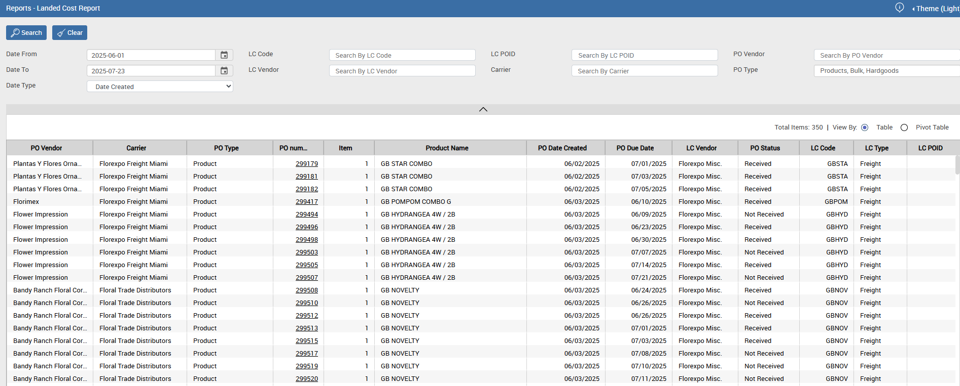 Reports - Landed Cost Report
Theme (Light
Search Clear
Date From 2025-06-01 LC Code Search By LC Code LC POID Search By LC POID PO Vendor Search By PO Vendor
Date To 2025-07-23 LC Vendor Search By LC Vendor Carrier Search By Carrier PO Type Products, Bulk, Hardgoods
Date Type Date Created
Total Items: 350 | View By: Table Pivot Table
PO Vendor Carrier PO Type PO num... Item Product Name PO Date Created PO Due Date LC Vendor PO Status LC Code LC Type LC POID
Plantas Y Flores Orna... Florexpo Freight Miami Product 299179 1 GB STAR COMBO 06/02/2025 07/01/2025 Florexpo Misc. Received GBSTA Freight
Plantas Y Flores Orna... Florexpo Freight Miami Product 299181 1 GB STAR COMBO 06/02/2025 07/03/2025 Florexpo Misc. Received GBSTA Freight
Plantas Y Flores Orna... Florexpo Freight Miami Product 299182 1 GB STAR COMBO 06/02/2025 07/05/2025 Florexpo Misc. Received GBSTA Freight
Florimex Florexpo Freight Miami Product 299417 1 GB POMPOM COMBO G 06/03/2025 06/10/2025 Florexpo Misc. Received GBPOM Freight
Flower Impression Florexpo Freight Miami Product 299494 1 GB HYDRANGEA 4W / 2B 06/03/2025 06/09/2025 Florexpo Misc. Not Received GBHYD Freight
Flower Impression Florexpo Freight Miami Product 299496 1 GB HYDRANGEA 4W / 2B 06/03/2025 06/23/2025 Florexpo Misc. Received GBHYD Freight
Flower Impression Florexpo Freight Miami Product 299498 1 GB HYDRANGEA 4W / 2B 06/03/2025 06/30/2025 Florexpo Misc. Received GBHYD Freight
Flower Impression Florexpo Freight Miami Product 299503 1 GB HYDRANGEA 4W / 2B 06/03/2025 07/07/2025 Florexpo Misc. Not Received GBHYD Freight
Flower Impression Florexpo Freight Miami Product 299505 1 GB HYDRANGEA 4W / 2B 06/03/2025 07/14/2025 Florexpo Misc. Received GBHYD Freight
Flower Impression Florexpo Freight Miami Product 299507 1 GB HYDRANGEA 4W / 2B 06/03/2025 07/21/2025 Florexpo Misc. Not Received GBHYD Freight
Bandy Ranch Floral Cor... Floral Trade Distributors Product 299508 1 GB NOVELTY 06/03/2025 06/24/2025 Florexpo Misc. Received GBNOV Freight
Bandy Ranch Floral Cor... Floral Trade Distributors Product 299510 1 GB NOVELTY 06/03/2025 06/26/2025 Florexpo Misc. Not Received GBNOV Freight
Bandy Ranch Floral Cor... Floral Trade Distributors Product 299512 1 GB NOVELTY 06/03/2025 06/26/2025 Florexpo Misc. Received GBNOV Freight
Bandy Ranch Floral Cor... Floral Trade Distributors Product 299513 1 GB NOVELTY 06/03/2025 07/01/2025 Florexpo Misc. Received GBNOV Freight
Bandy Ranch Floral Cor... Floral Trade Distributors Product 299515 1 GB NOVELTY 06/03/2025 07/03/2025 Florexpo Misc. Received GBNOV Freight
Bandy Ranch Floral Cor... Floral Trade Distributors Product 299517 1 GB NOVELTY 06/03/2025 07/08/2025 Florexpo Misc. Not Received GBNOV Freight
Bandy Ranch Floral Cor... Floral Trade Distributors Product 299519 1 GB NOVELTY 06/03/2025 07/10/2025 Florexpo Misc. Not Received GBNOV Freight
Bandy Ranch Floral Cor... Floral Trade Distributors Product 299520 1 GB NOVELTY 06/03/2025 07/11/2025 Florexpo Misc. Not Received GBNOV Freight